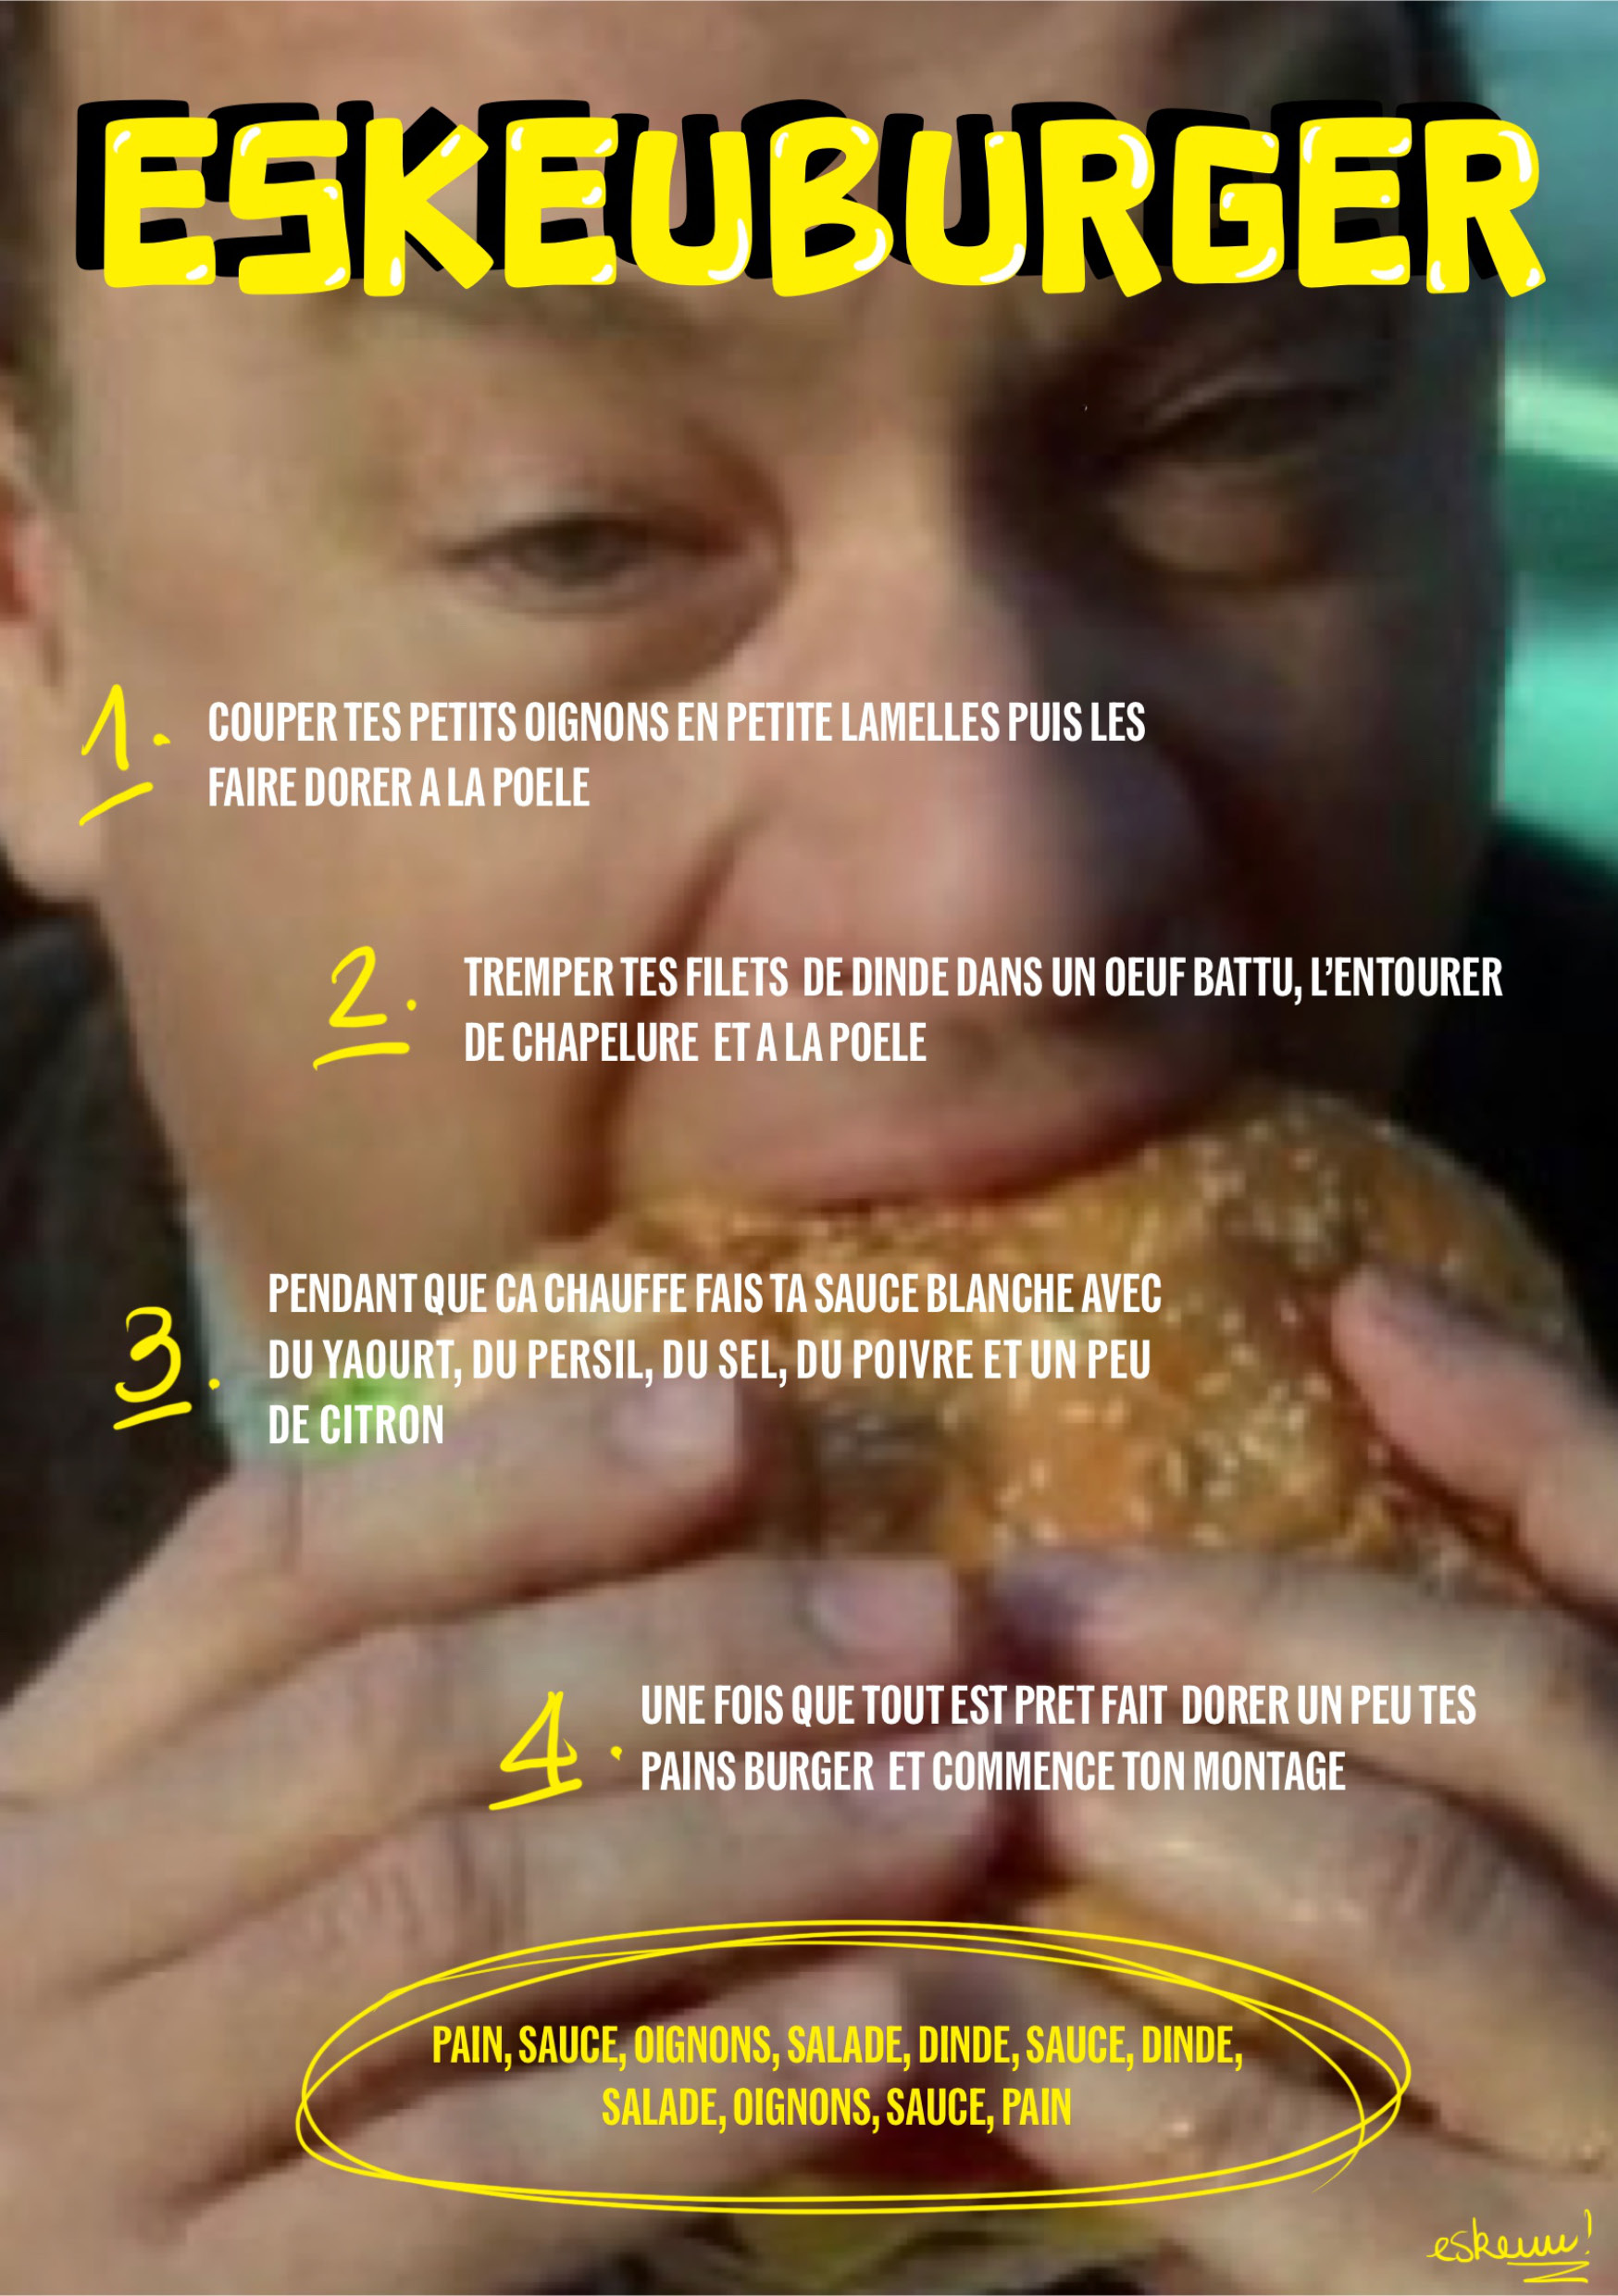 ESKEUBURGER
1. COUPER TES PETITS OIGNONS EN PETITE LAMELLES PUIS LES
FAIRE DORER A LA POELE
2. TREMPER TES FILETS DE DINDE DANS UN OEUF BATTU, L'ENTOURER
DE CHAPELURE ET A LA POELE
3. PENDANT QUE CA CHAUFFE FAIS TA SAUCE BLANCHE AVEC
DU YAOURT, DU PERSIL, DU SEL, DU POIVRE ET UN PEU
DE CITRON
4. UNE FOIS QUE TOUT EST PRET FAIT DORER UN PEU TES
PAINS BURGER ET COMMENCE TON MONTAGE
PAIN, SAUCE, OIGNONS, SALADE, DINDE, SAUCE, DINDE,
SALADE, OIGNONS, SAUCE, PAIN